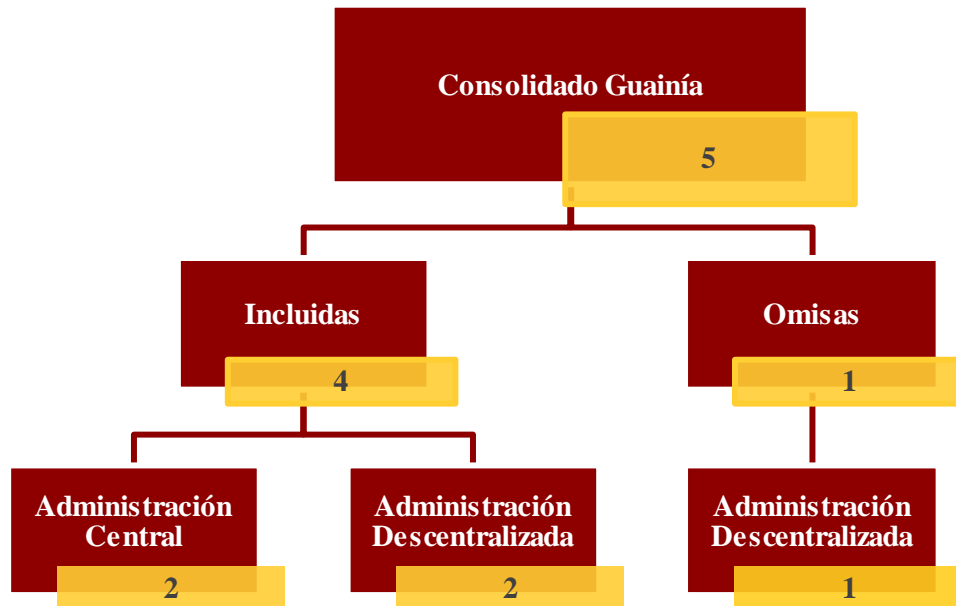 Consolidado Guainía
5
Incluidas
4
Omisas
1
Administración
Central
2
Administración
Descentralizada
2
Administración
Descentralizada
1